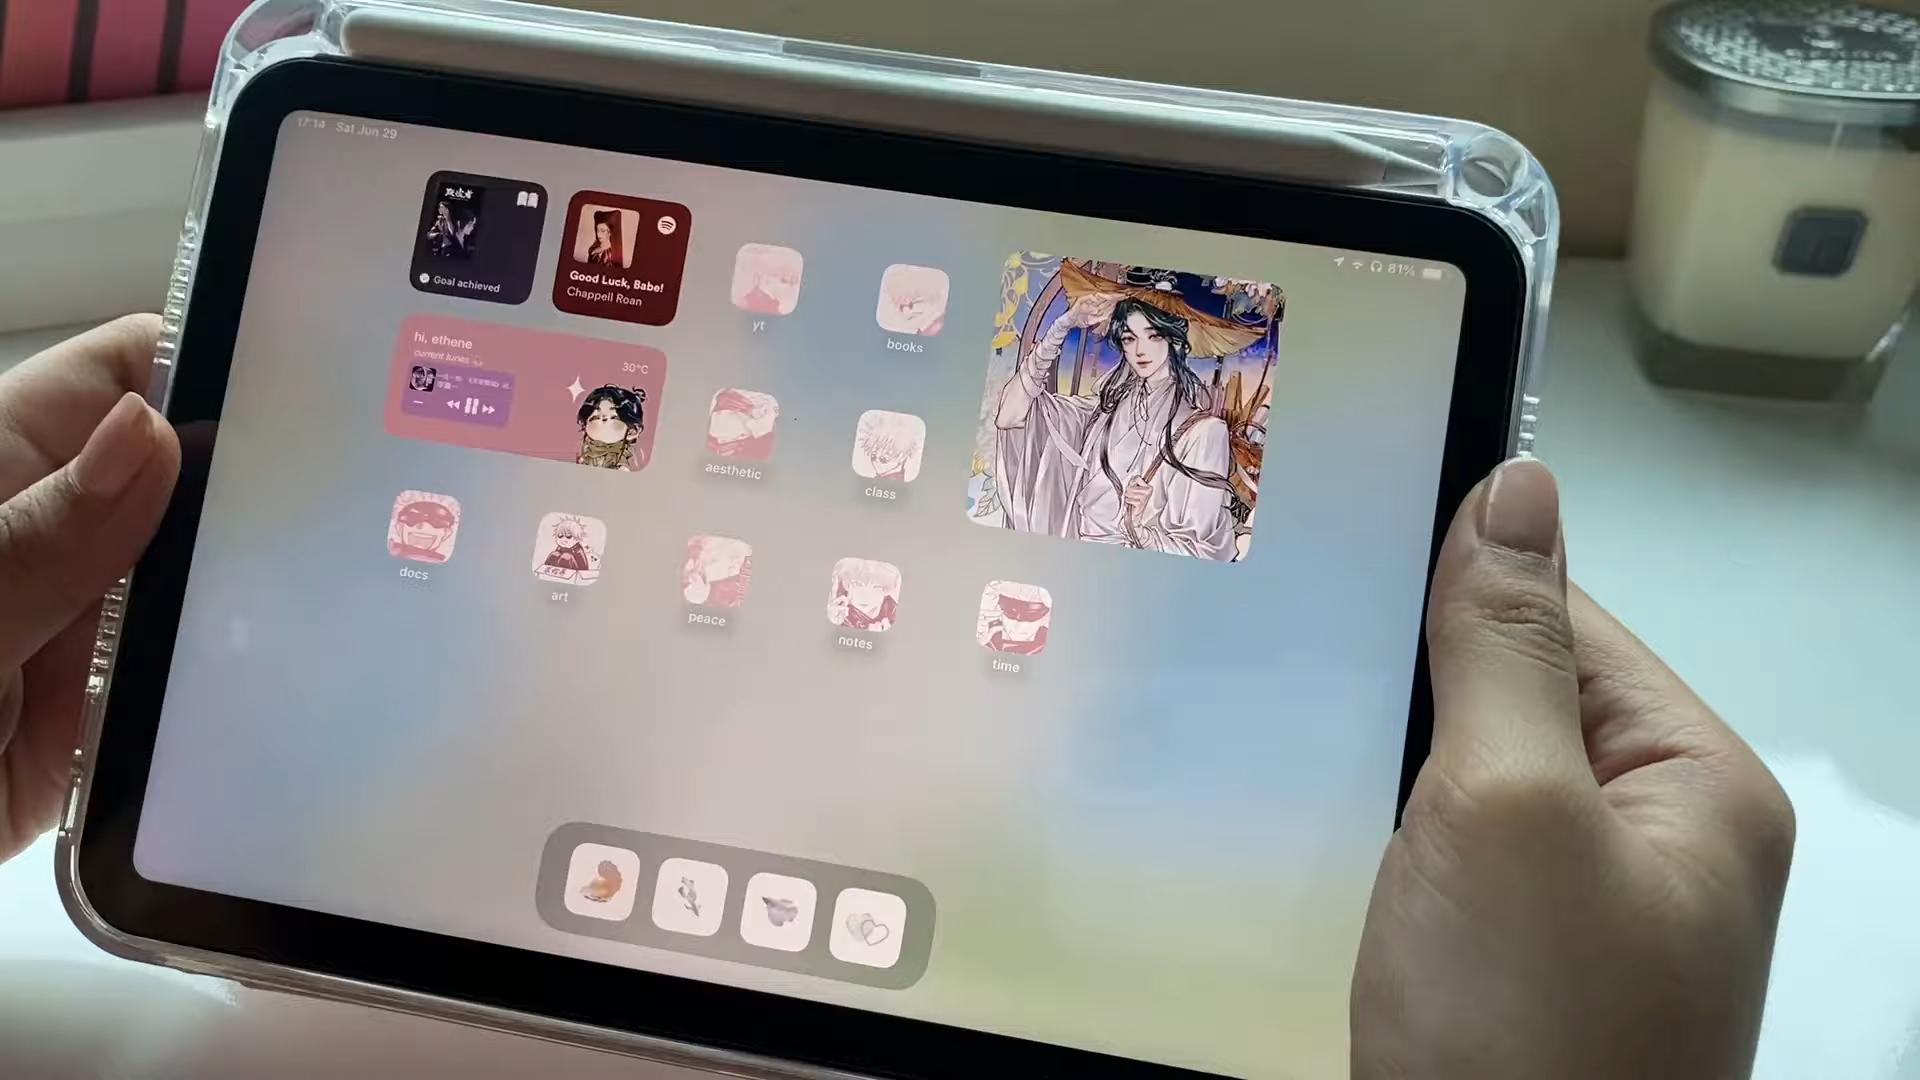 17:14 Sat Jun 29
81%
Goal achieved
Good Luck, Babe!
Chappell Roan
hi, ethene
current tunes
30°C
yt
books
aesthetic
class
docs
art
peace
notes
time